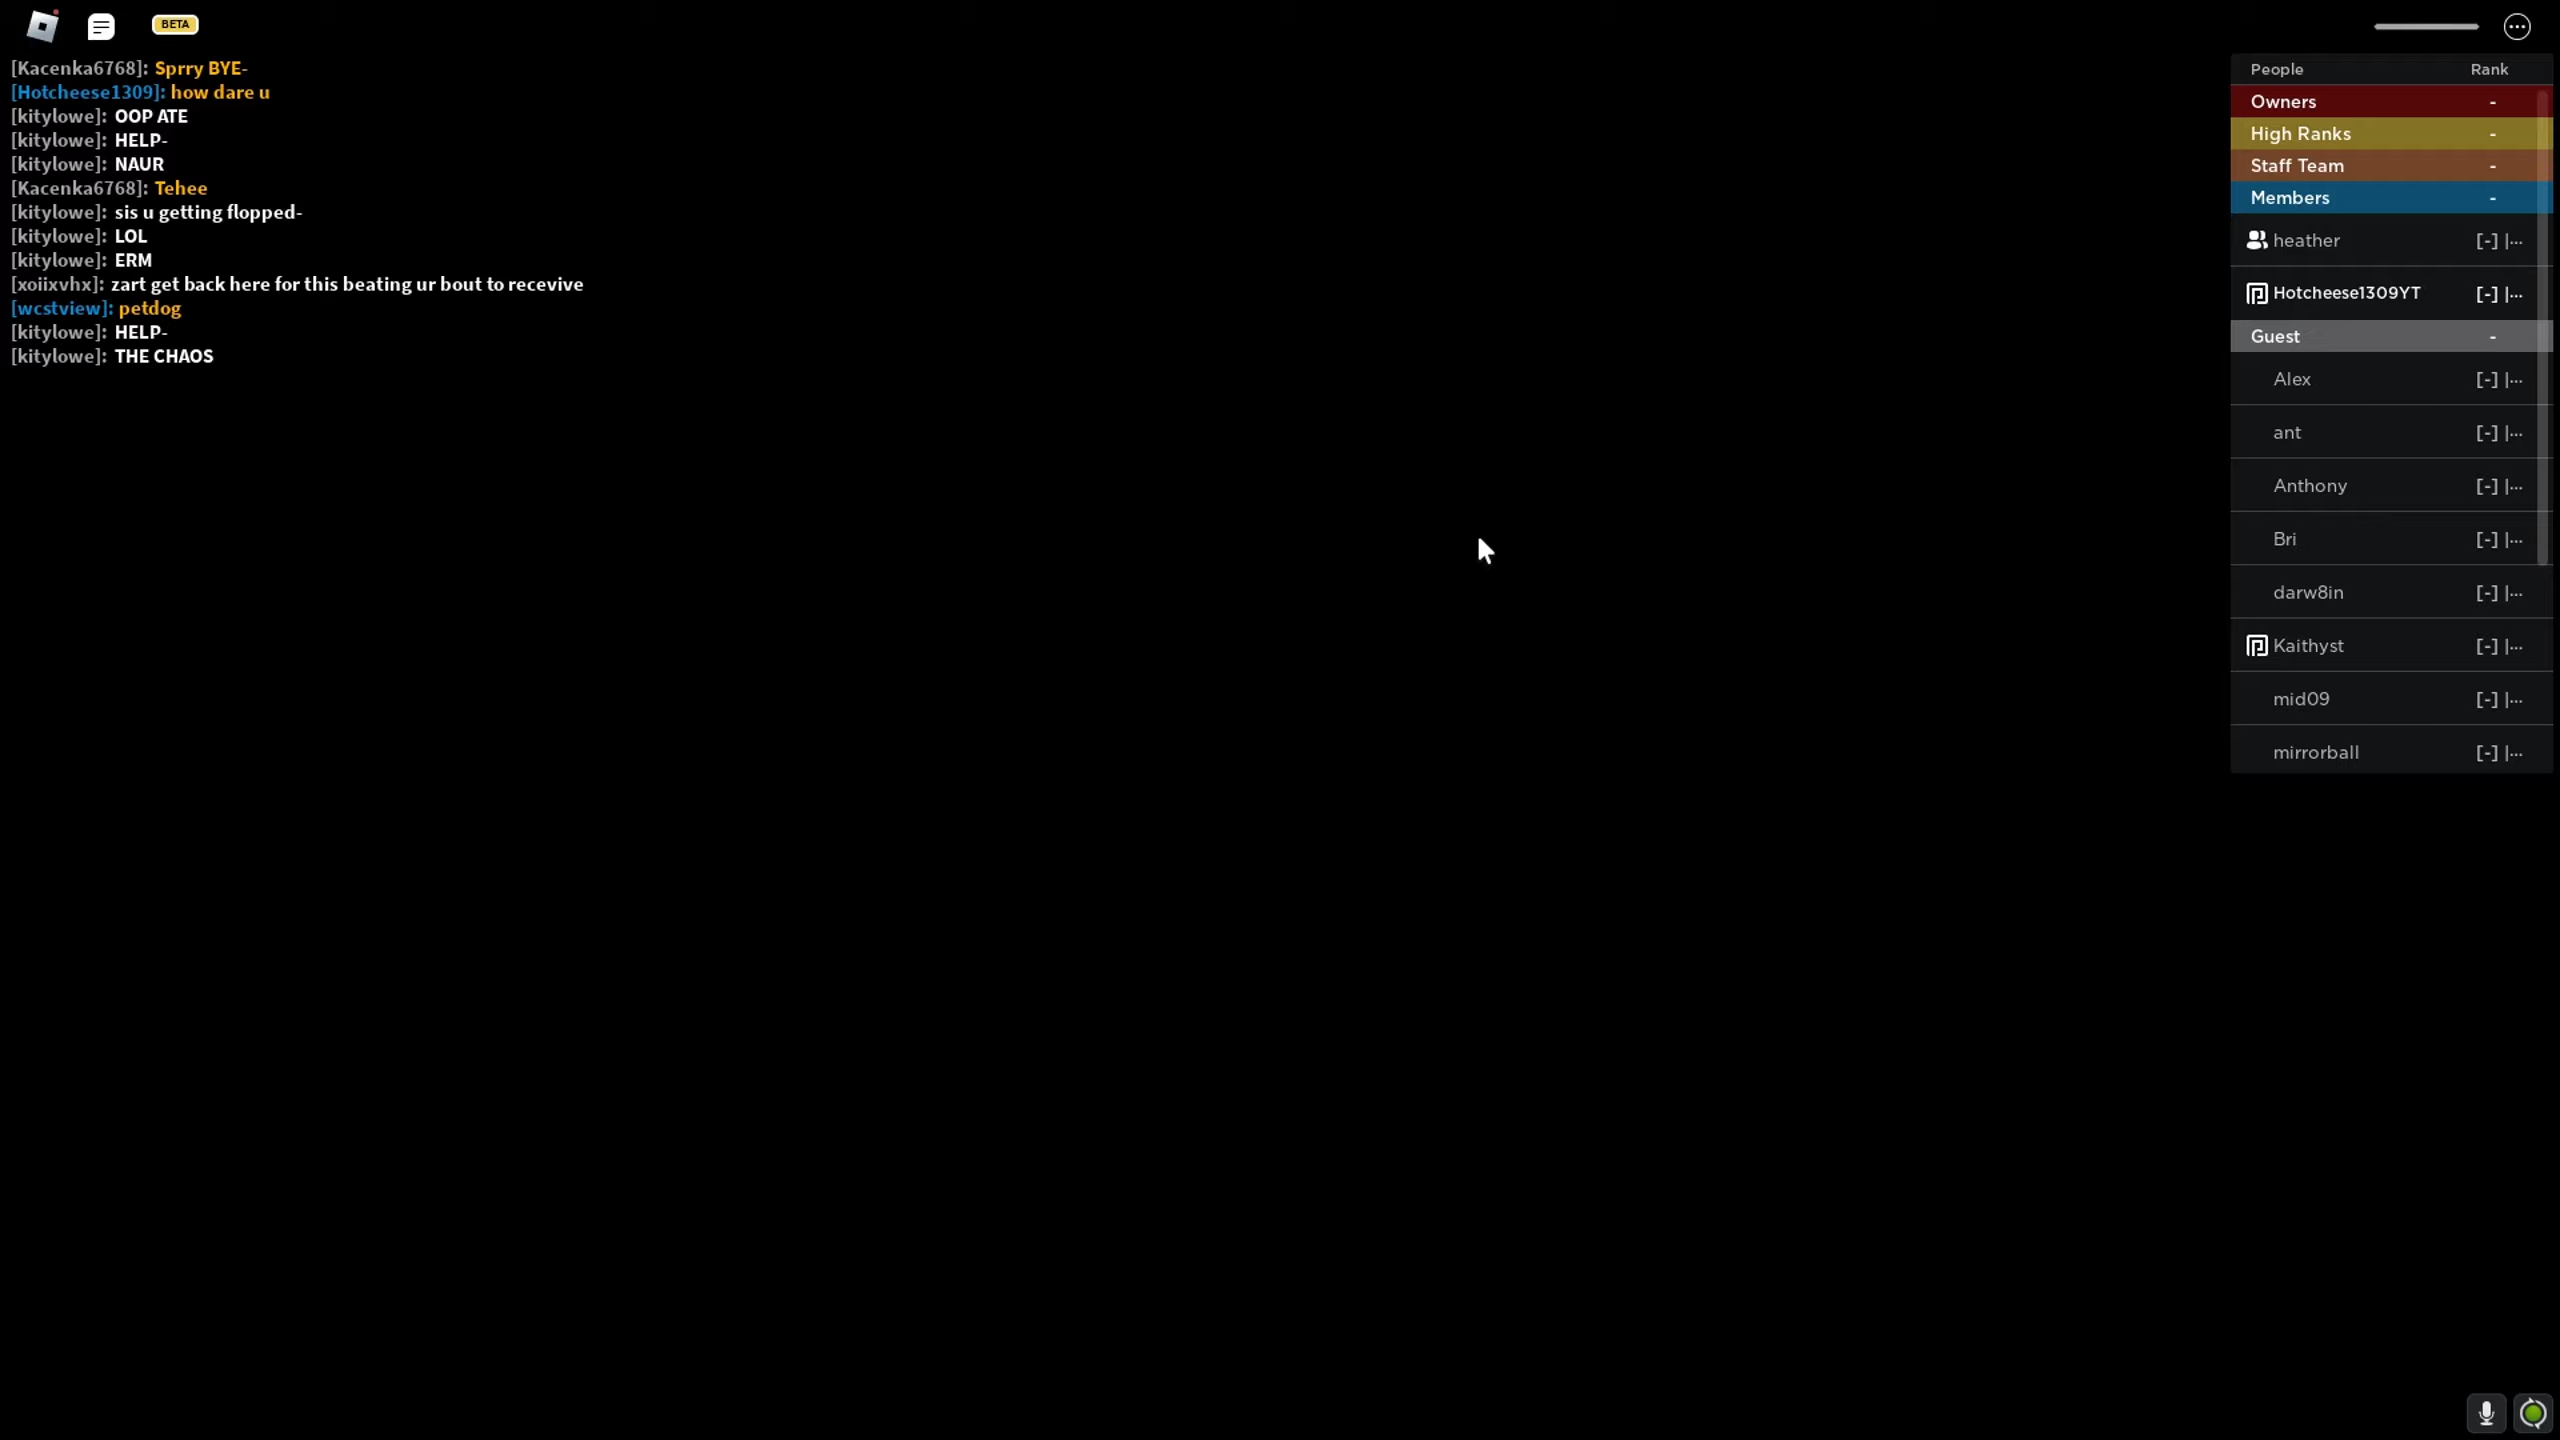 BETA
[Kacenka6768]: Sprry BYE-
[Hotcheese1309]: how dare u
[kitylowe]: OOP ATE
[kitylowe]: HELP-
[kitylowe]: NAUR
[Kacenka6768]: Tehee
[kitylowe]: sis u getting flopped-
[kitylowe]: LOL
[kitylowe]: ERM
[xoiixvhx]: zart get back here for this beating ur bout to recevive
[wcstview]: petdog
[kitylowe]: HELP-
[kitylowe]: THE CHAOS
People Rank
Owners -
High Ranks -
Staff Team -
Members -
heather [-] |...
Hotcheese1309YT [-] |...
Guest -
Alex [-] |...
ant [-] |...
Anthony [-] |...
Bri [-] |...
darw8in [-] |...
Kaithyst [-] |...
mid09 [-] |...
mirrorball [-] |...